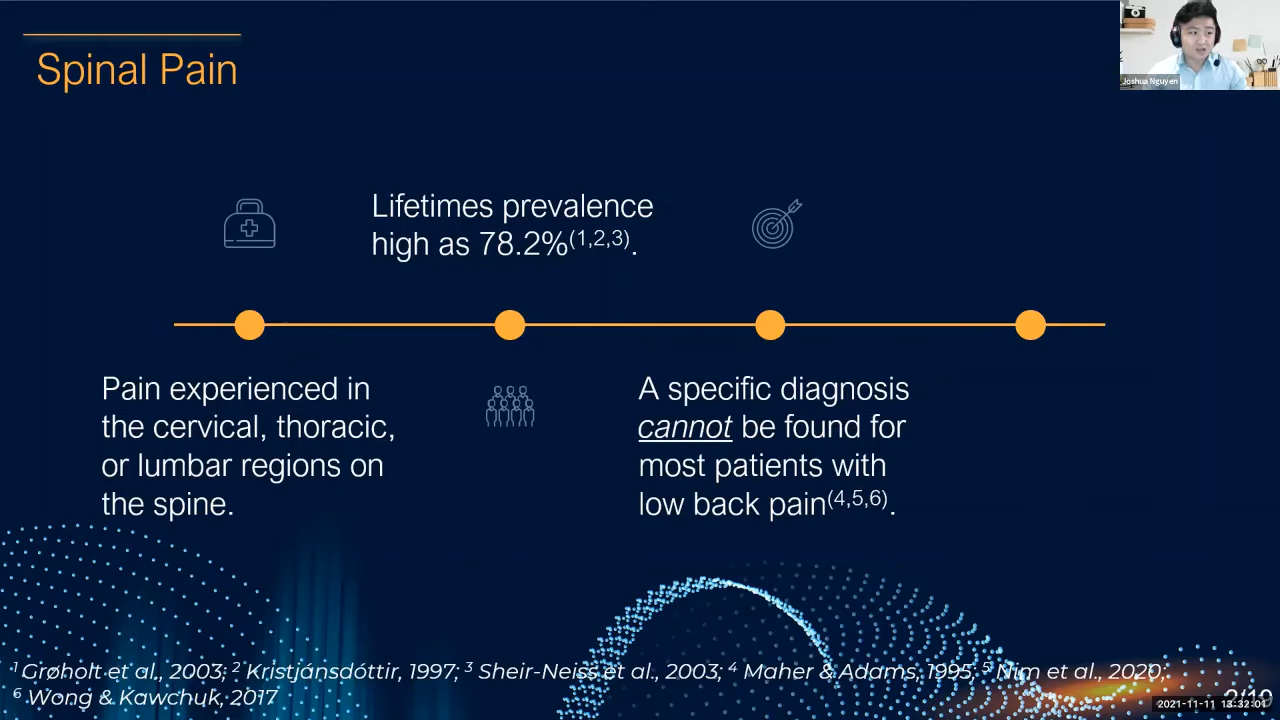 Spinal Pain
Joshua Nguyen
Lifetimes prevalence
high as 78.2%(1,2,3).
Pain experienced in
the cervical, thoracic,
or lumbar regions on
the spine.
A specific diagnosis
cannot be found for
most patients with
low back pain(4,5,6).
1 Grøholt et al., 2003; 2 Kristjánsdóttir, 1997; 3 Sheir-Neiss et al., 2003; 4 Maher & Adams, 1995; 5 Nim et al., 2020;
6 Wong & Kawchuk, 2017
2021-11-11 13:32:01